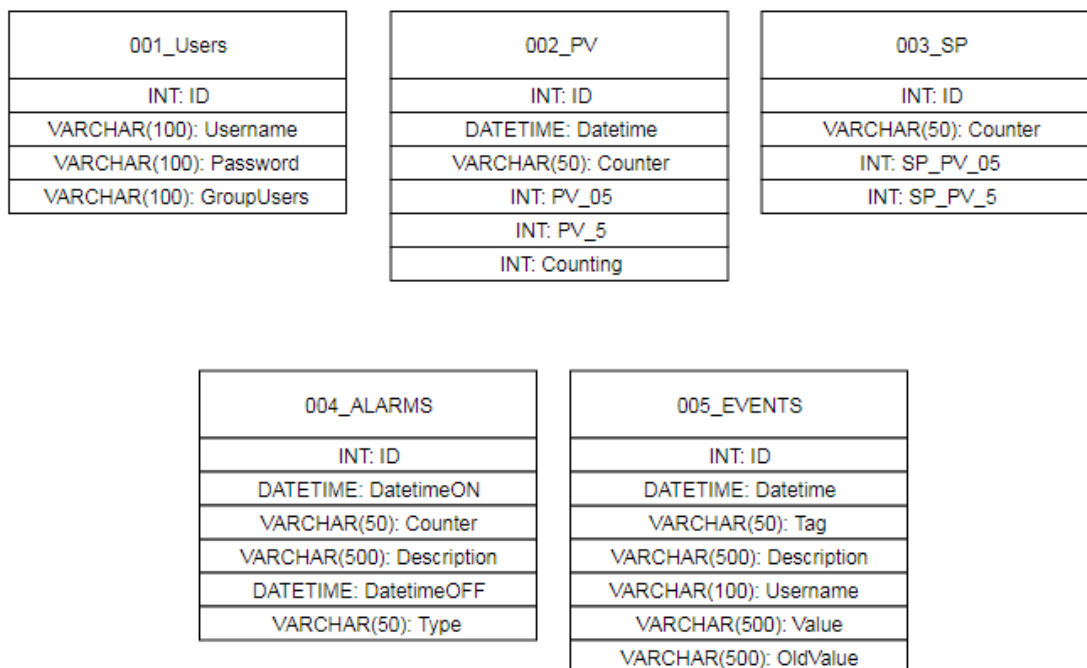 001_Users
INT: ID
VARCHAR(100): Username
VARCHAR(100): Password
VARCHAR(100): GroupUsers
002_PV
INT: ID
DATETIME: Datetime
VARCHAR(50): Counter
INT: PV_05
INT: PV_5
INT: Counting
003_SP
INT: ID
VARCHAR(50): Counter
INT: SP_PV_05
INT: SP_PV_5
004_ALARMS
INT: ID
DATETIME: DatetimeON
VARCHAR(50): Counter
VARCHAR(500): Description
DATETIME: DatetimeOFF
VARCHAR(50): Type
005_EVENTS
INT: ID
DATETIME: Datetime
VARCHAR(50): Tag
VARCHAR(500): Description
VARCHAR(100): Username
VARCHAR(500): Value
VARCHAR(500): OldValue